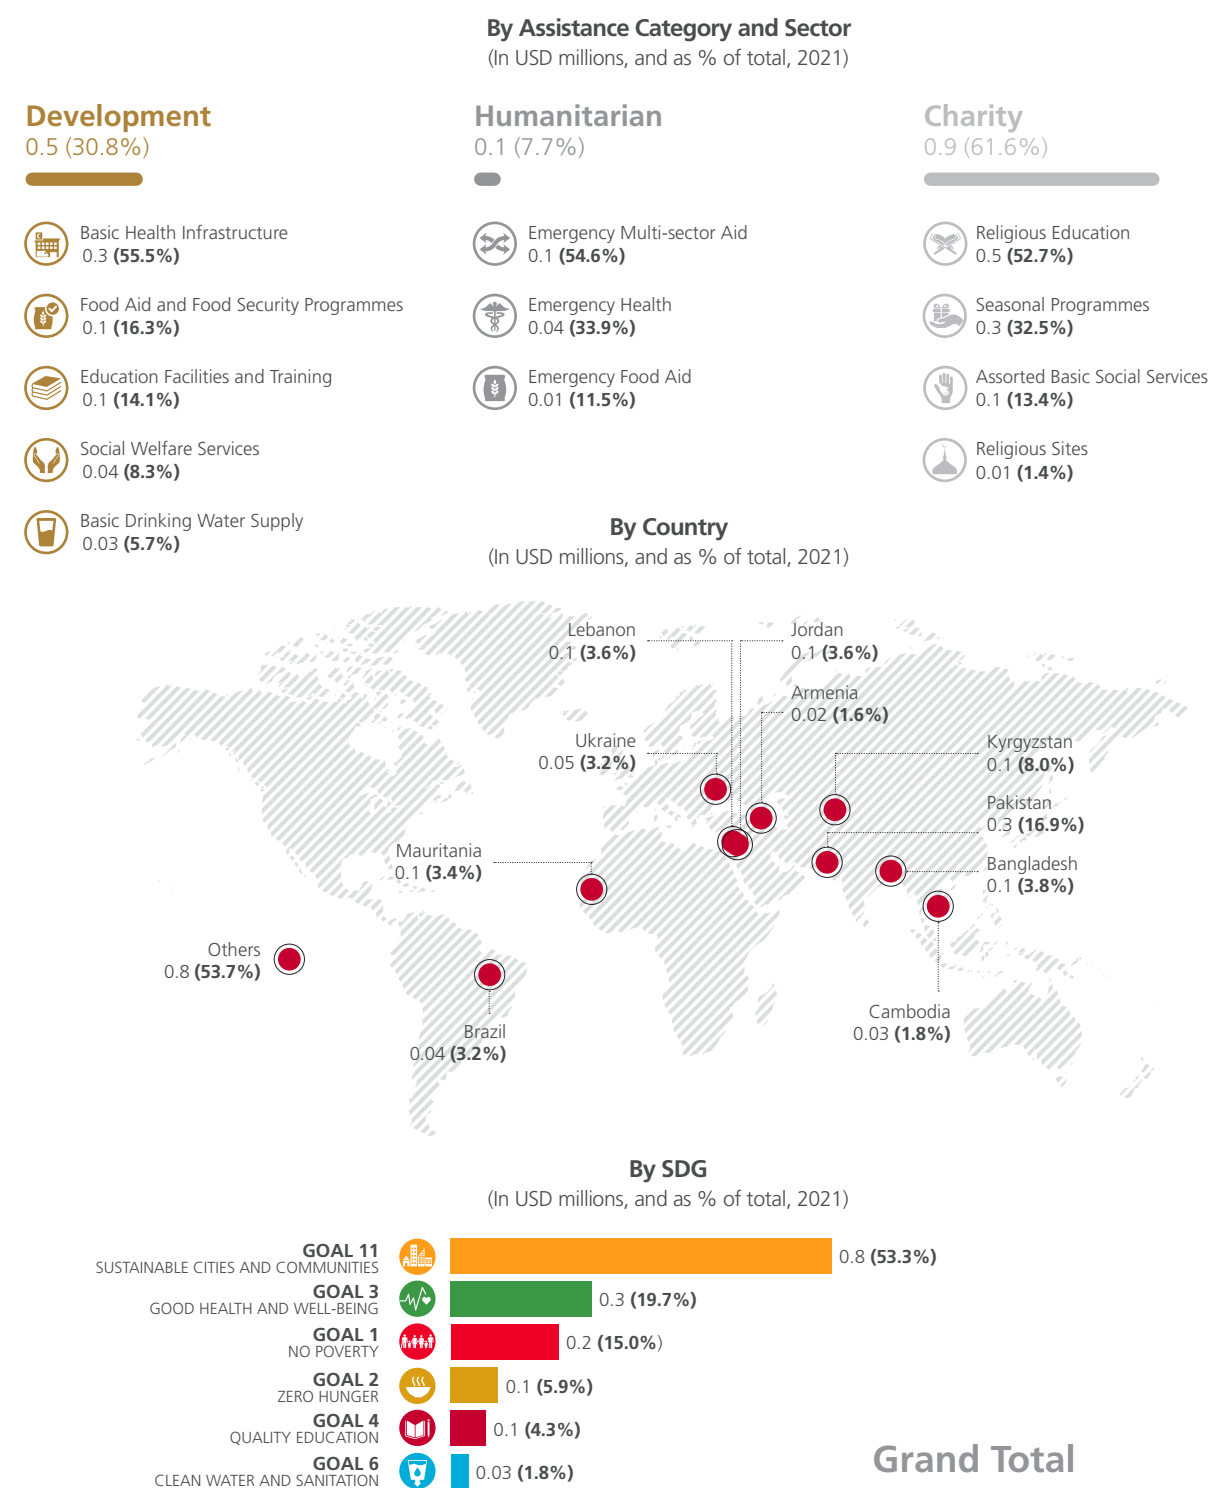 By Assistance Category and Sector
(In USD millions, and as % of total, 2021)
Development
0.5 (30.8%)
Basic Health Infrastructure
0.3 (55.5%)
Food Aid and Food Security Programmes
0.1 (16.3%)
Education Facilities and Training
0.1 (14.1%)
Social Welfare Services
0.04 (8.3%)
Basic Drinking Water Supply
0.03 (5.7%)
Humanitarian
0.1 (7.7%)
Emergency Multi-sector Aid
0.1 (54.6%)
Emergency Health
0.04 (33.9%)
Emergency Food Aid
0.01 (11.5%)
Charity
0.9 (61.6%)
Religious Education
0.5 (52.7%)
Seasonal Programmes
0.3 (32.5%)
Assorted Basic Social Services
0.1 (13.4%)
Religious Sites
0.01 (1.4%)
By Country
(In USD millions, and as % of total, 2021)
Lebanon
0.1 (3.6%)
Jordan
0.1 (3.6%)
Armenia
0.02 (1.6%)
Ukraine
0.05 (3.2%)
Kyrgyzstan
0.1 (8.0%)
Pakistan
0.3 (16.9%)
Mauritania
0.1 (3.4%)
Bangladesh
0.1 (3.8%)
Others
0.8 (53.7%)
Cambodia
0.03 (1.8%)
Brazil
0.04 (3.2%)
By SDG
(In USD millions, and as % of total, 2021)
GOAL 11
SUSTAINABLE CITIES AND COMMUNITIES
0.8 (53.3%)
GOAL 3
GOOD HEALTH AND WELL-BEING
0.3 (19.7%)
GOAL 1
NO POVERTY
0.2 (15.0%)
GOAL 2
ZERO HUNGER
0.1 (5.9%)
GOAL 4
QUALITY EDUCATION
0.1 (4.3%)
GOAL 6
CLEAN WATER AND SANITATION
0.03 (1.8%)
Grand Total